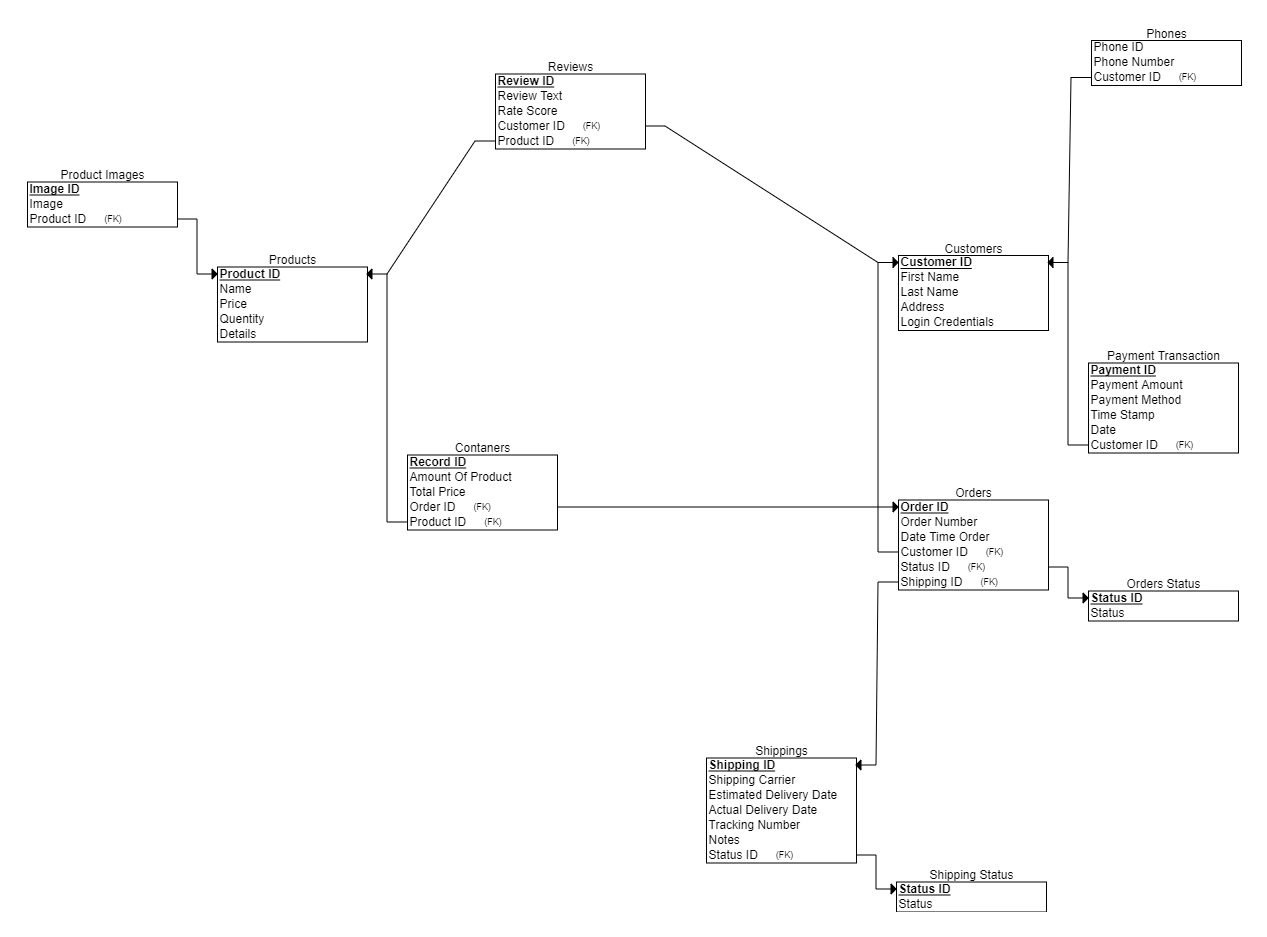 Phones
Phone ID
Phone Number
Customer ID (FK)
Reviews
Review ID
Review Text
Rate Score
Customer ID (FK)
Product ID (FK)
Product Images
Image ID
Image
Product ID (FK)
Products
Product ID
Name
Price
Quentity
Details
Customers
Customer ID
First Name
Last Name
Address
Login Credentials
Payment Transaction
Payment ID
Payment Amount
Payment Method
Time Stamp
Date
Customer ID (FK)
Contaners
Record ID
Amount Of Product
Total Price
Order ID (FK)
Product ID (FK)
Orders
Order ID
Order Number
Date Time Order
Customer ID (FK)
Status ID (FK)
Shipping ID (FK)
Orders Status
Status ID
Status
Shippings
Shipping ID
Shipping Carrier
Estimated Delivery Date
Actual Delivery Date
Tracking Number
Notes
Status ID (FK)
Shipping Status
Status ID
Status